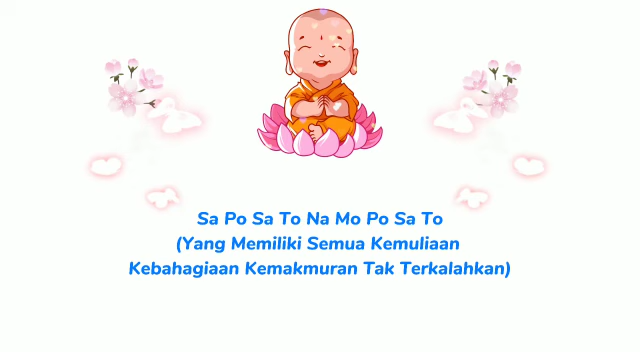 Sa Po Sa To Na Mo Po Sa To
(Yang Memiliki Semua Kemuliaan
Kebahagiaan Kemakmuran Tak Terkalahkan)